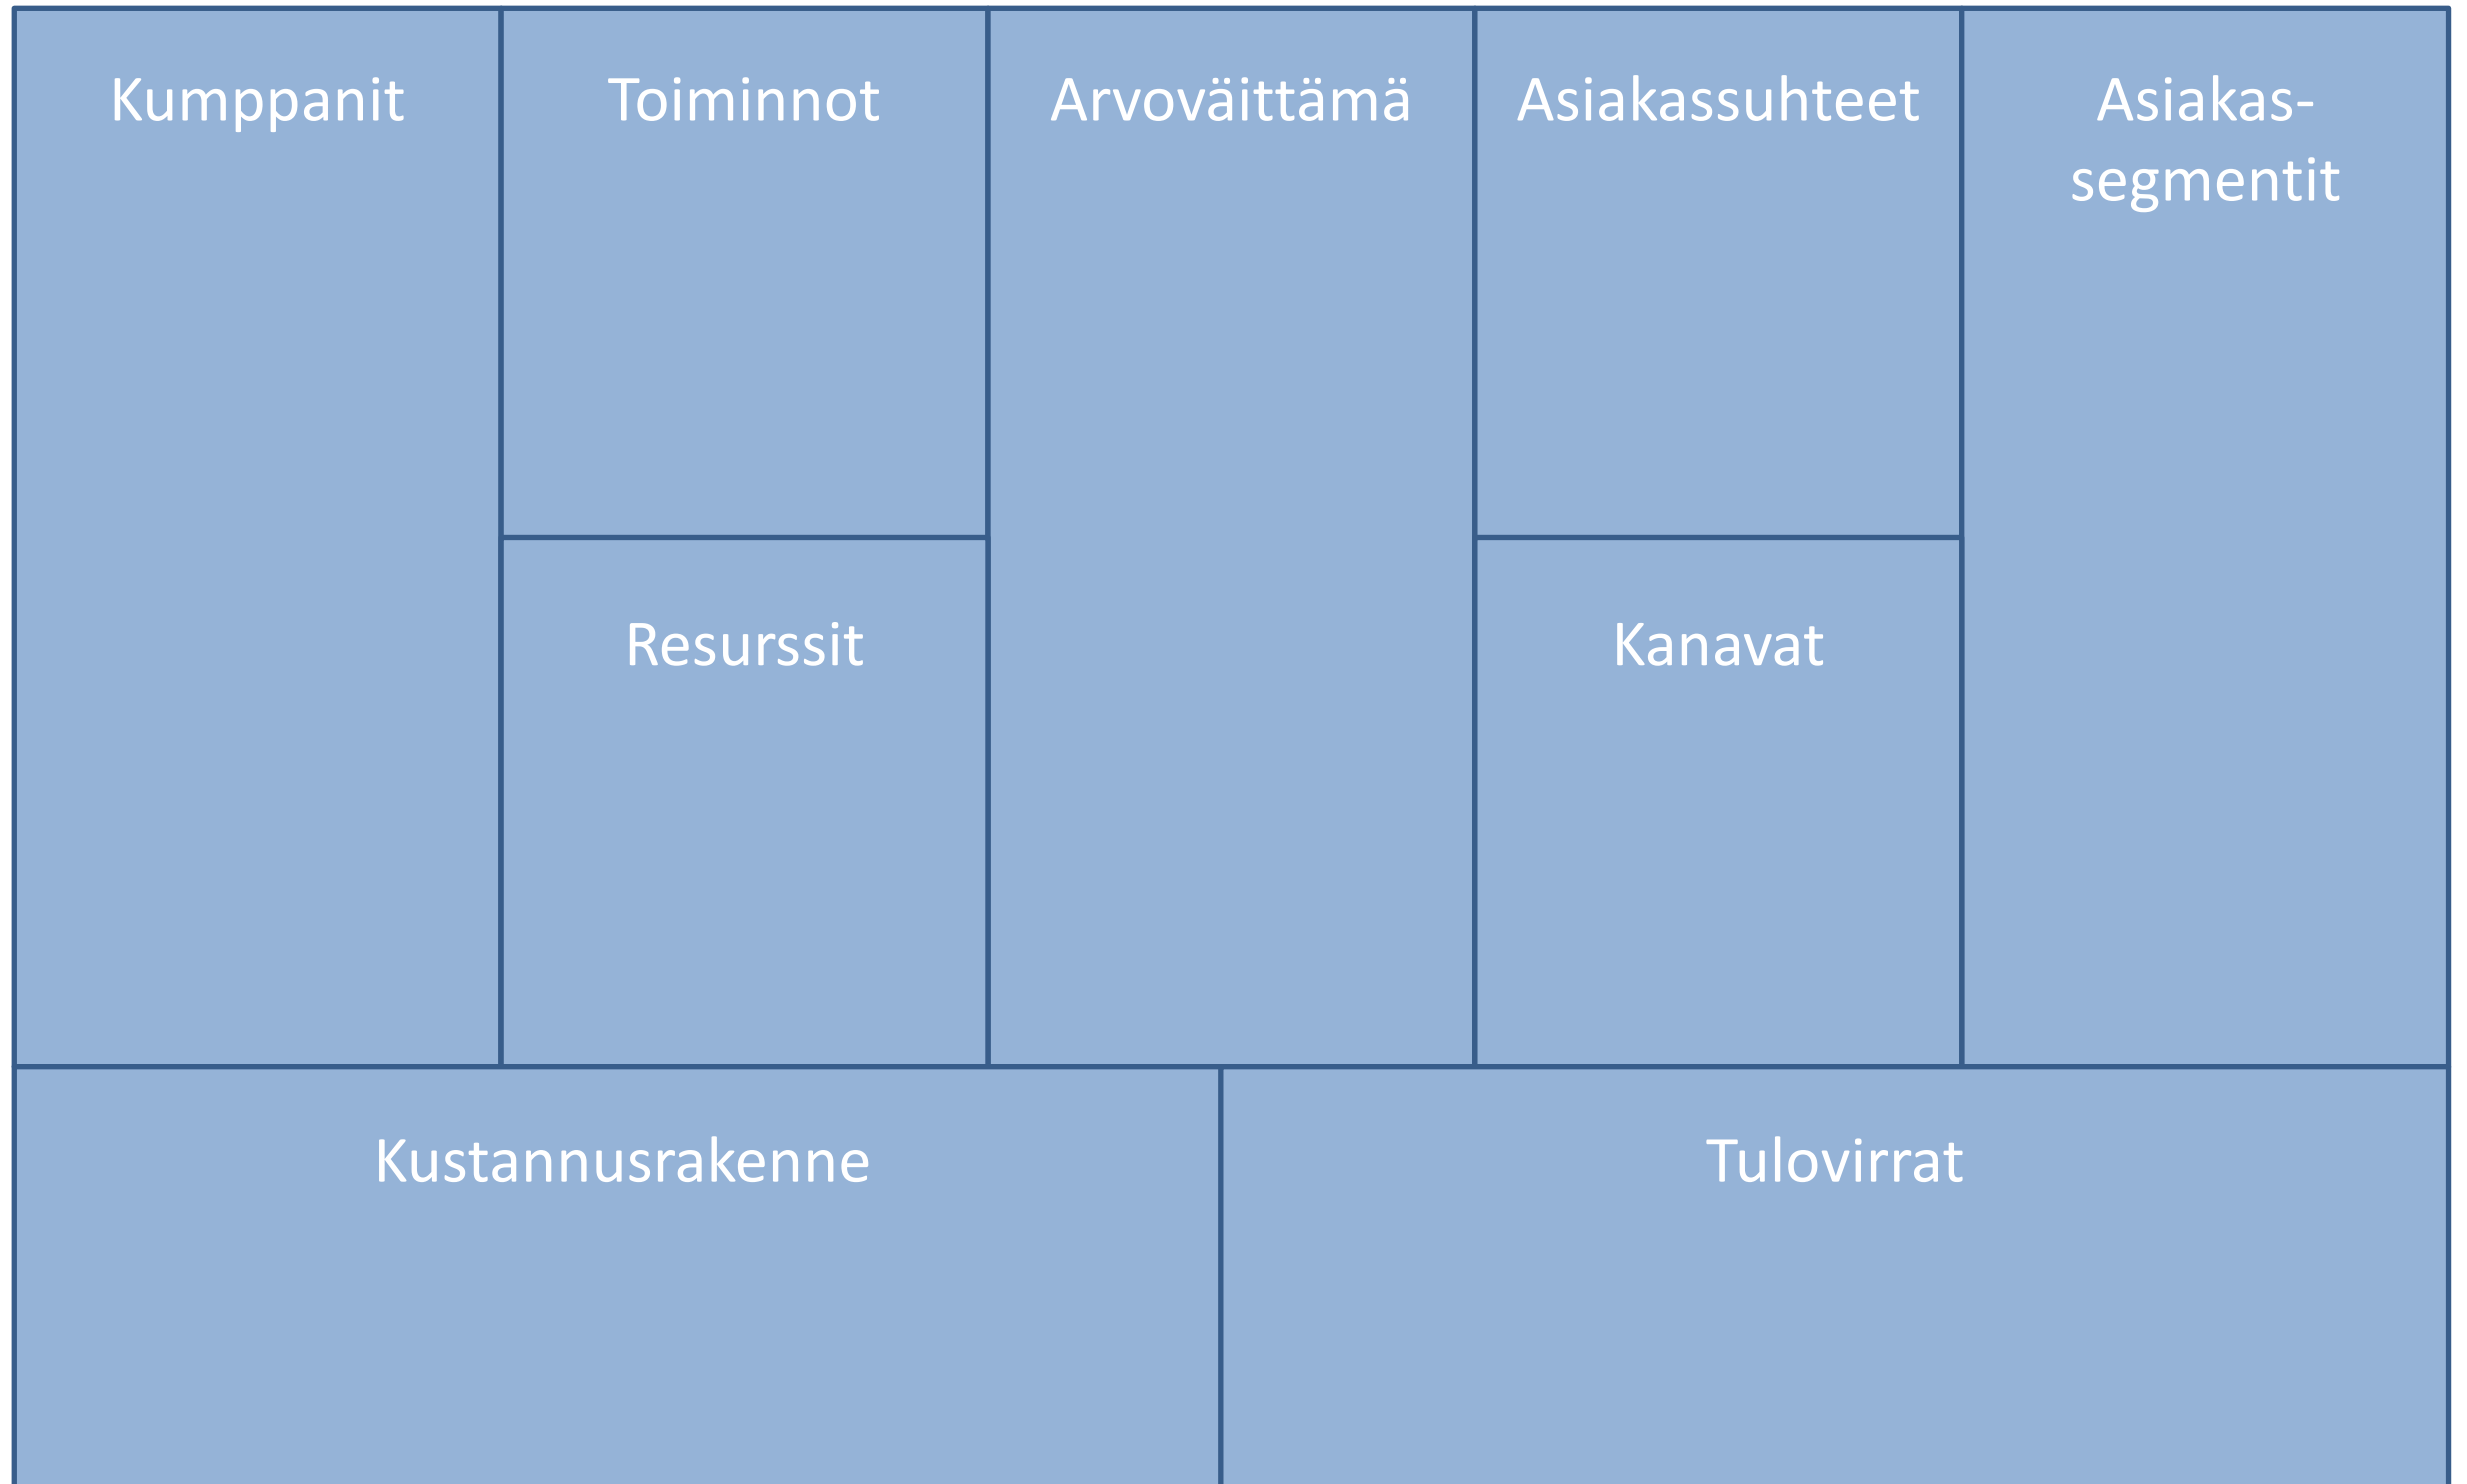 Kumppanit
Toiminnot
Arvoväittämä
Asiakassuhteet
Asiakas-
segmentit
Resurssit
Kanavat
Kustannusrakenne
Tulovirrat